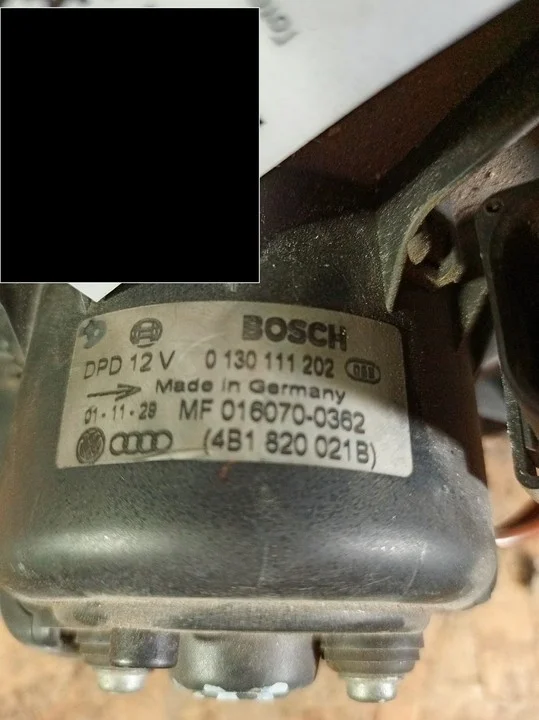 BOSCH
DPD 12 V 0 130 111 202
Made in Germany
01-11-28 MF 016070-0362
(4B1 820 021B)